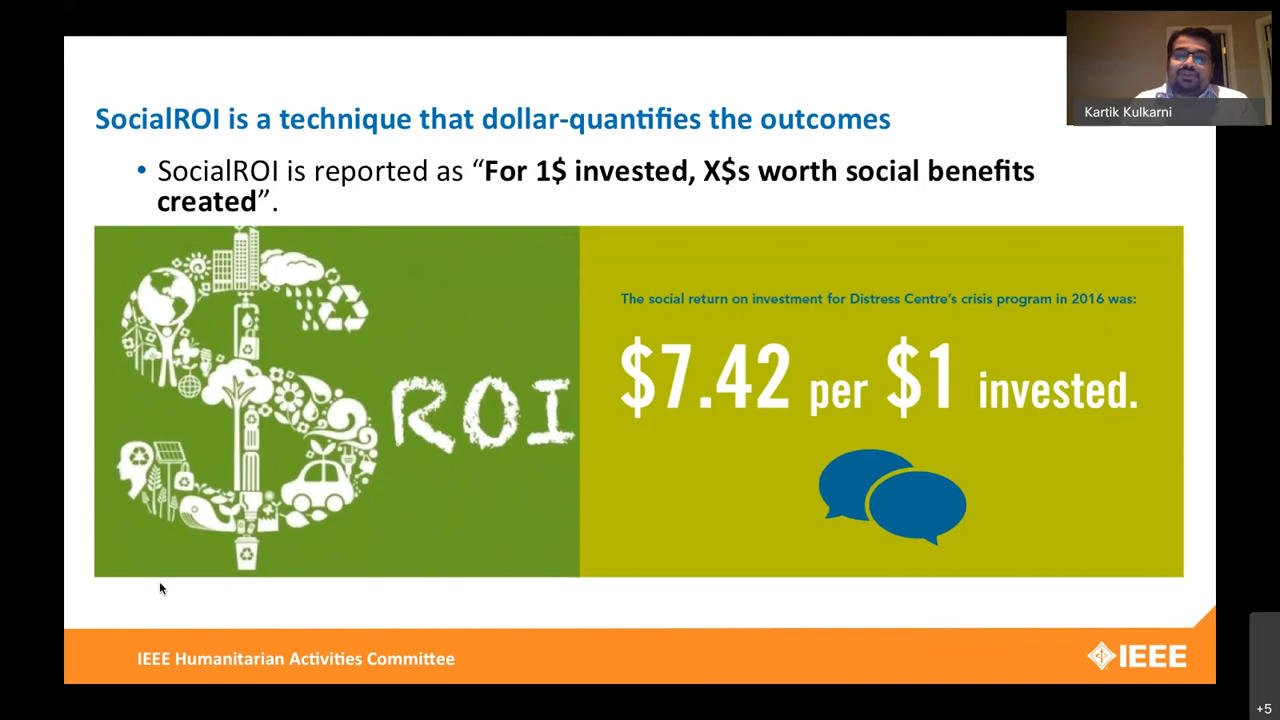 Kartik Kulkarni
SocialROI is a technique that dollar-quantifies the outcomes
• SocialROI is reported as “For 1$ invested, X$s worth social benefits
created”.
ROI
The social return on investment for Distress Centre’s crisis program in 2016 was:
$7.42 per $1 invested.
IEEE Humanitarian Activities Committee
IEEE
+5